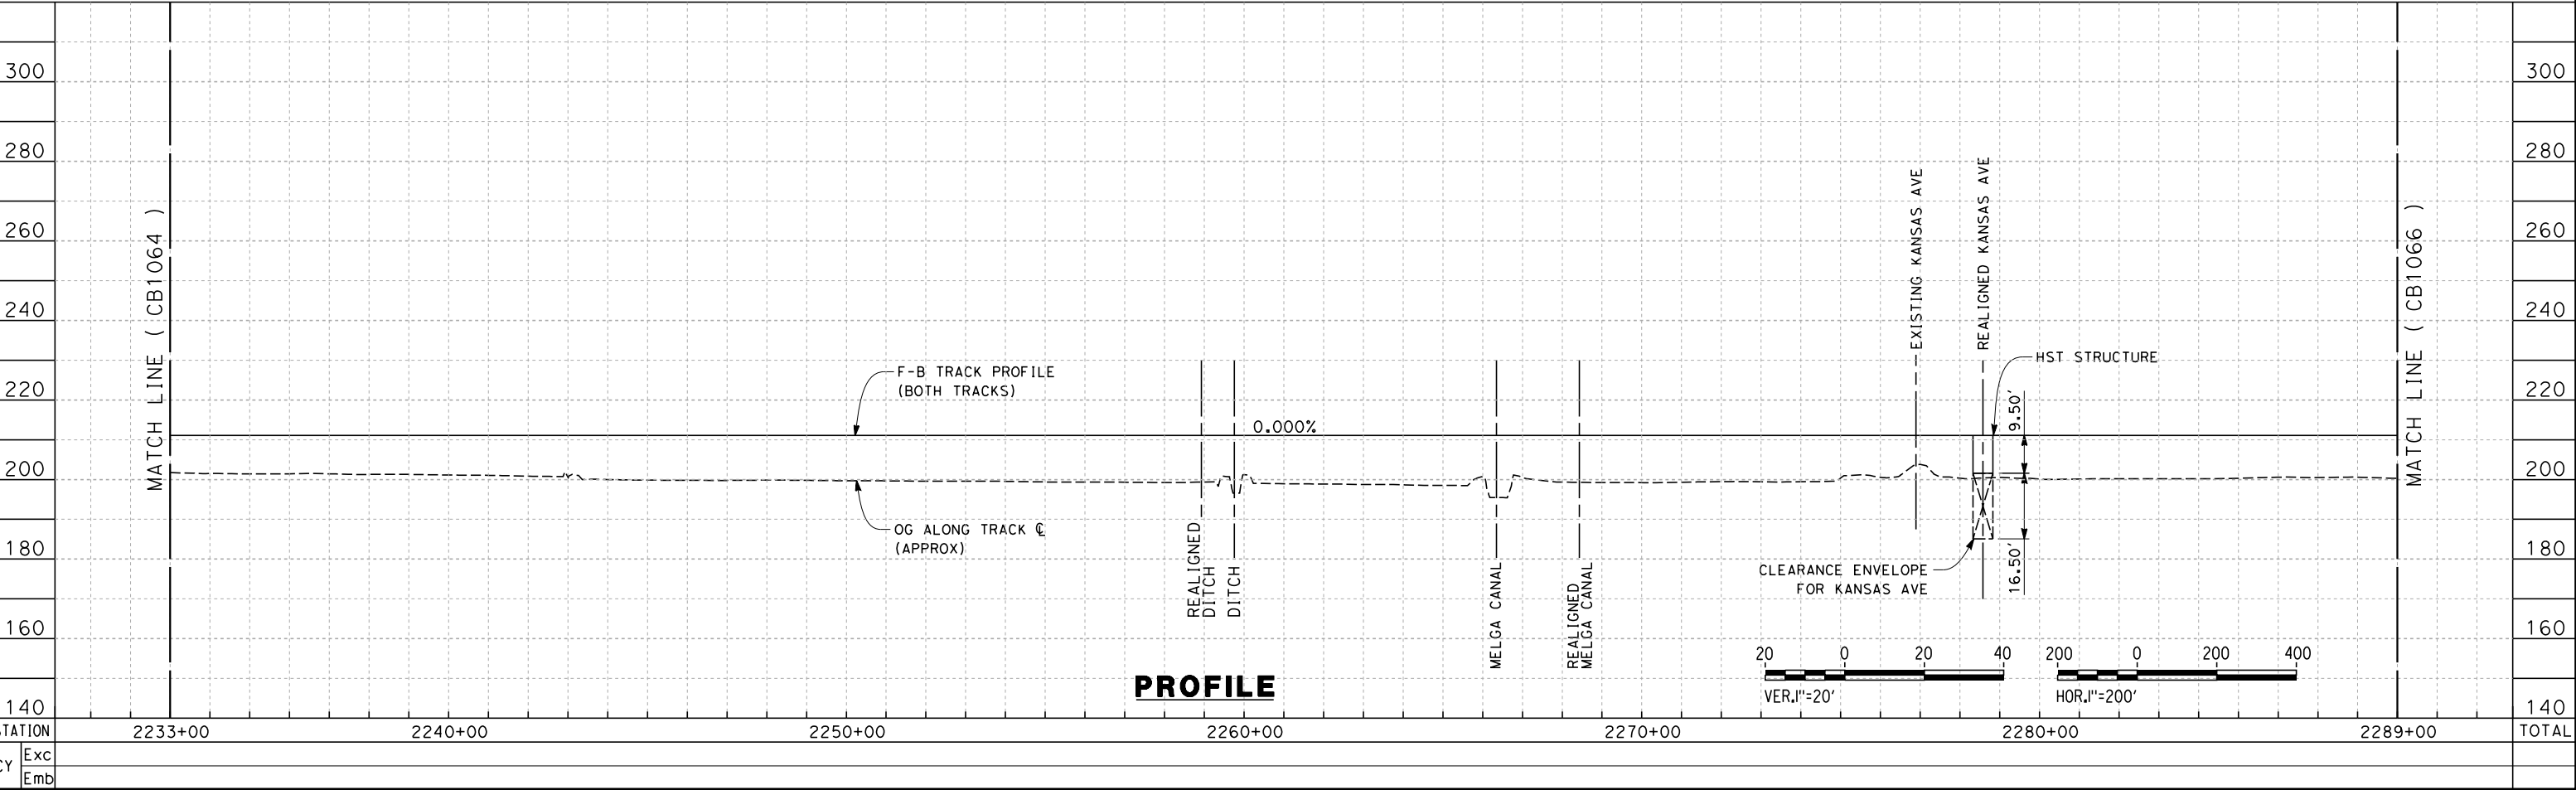 300
300
280
280
260
260
240
240
220
220
200
200
180
180
160
160
140
140
MATCH LINE ( CB1064 )
F-B TRACK PROFILE
(BOTH TRACKS)
OG ALONG TRACK ℄
(APPROX)
0.000%
REALIGNED
DITCH
DITCH
MELGA CANAL
REALIGNED
MELGA CANAL
EXISTING KANSAS AVE
REALIGNED KANSAS AVE
HST STRUCTURE
9.50'
16.50'
CLEARANCE ENVELOPE
FOR KANSAS AVE
MATCH LINE ( CB1066 )
PROFILE
20 0 20 40
VER.1"=20'
200 0 200 400
HOR.1"=200'
STATION 2233+00 2240+00 2250+00 2260+00 2270+00 2280+00 2289+00 TOTAL
CY
Exc
Emb